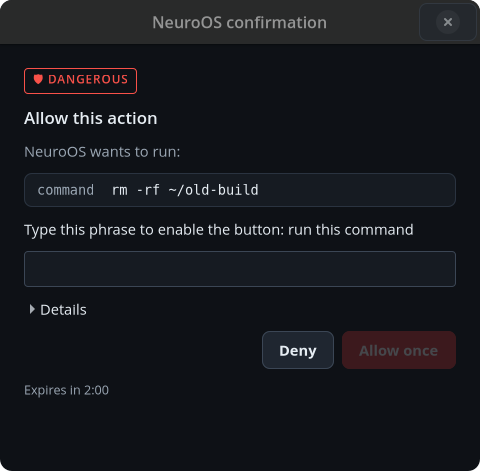 NeuroOS confirmation
DANGEROUS
Allow this action
NeuroOS wants to run:
command rm -rf ~/old-build
Type this phrase to enable the button: run this command
Details
Deny Allow once
Expires in 2:00